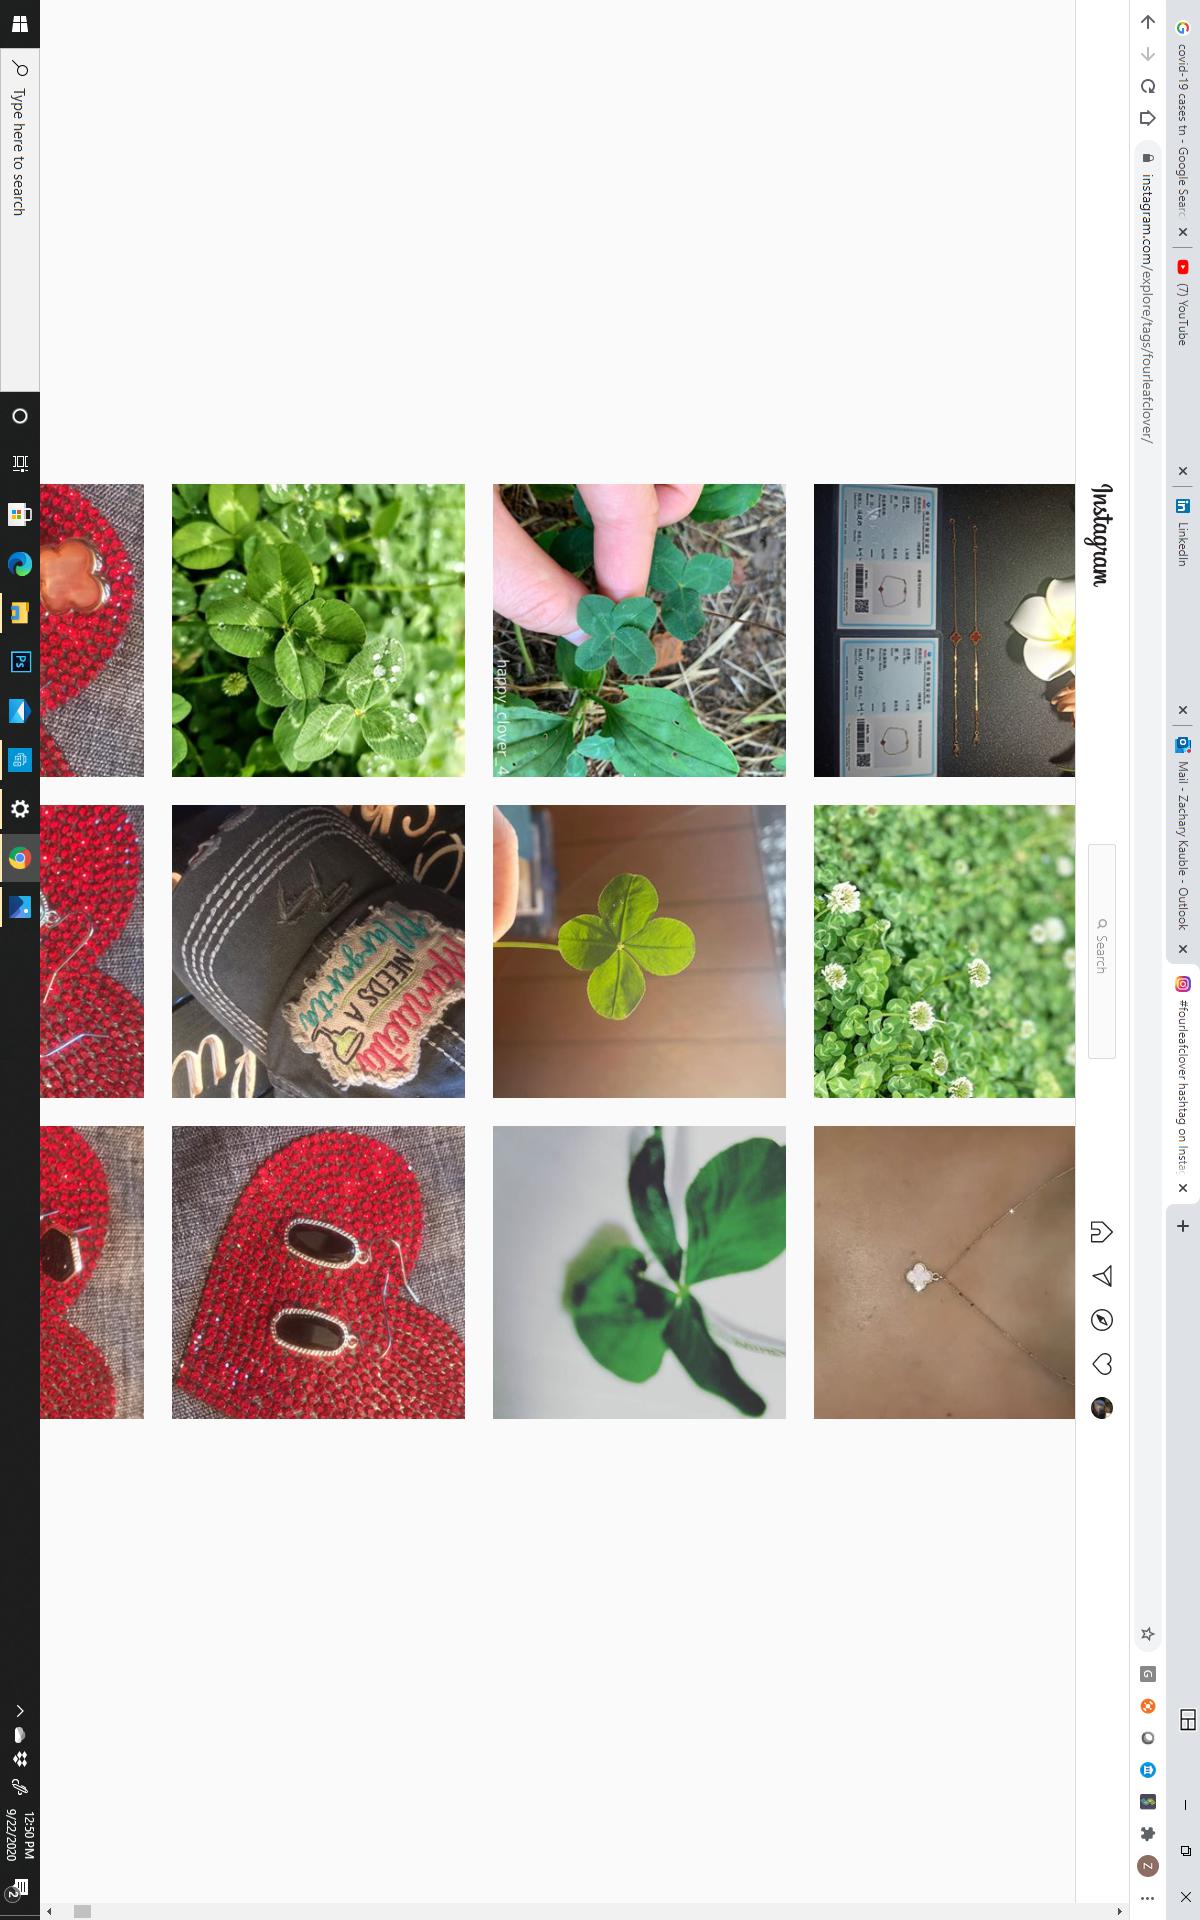 covid-19 cases tn - Google Searc
(7) YouTube
LinkedIn
Mail - Zachary Kauble - Outlook
#fourleafclover hashtag on Insta
instagram.com/explore/tags/fourleafclover/
G
Z
Instagram
Search
happy_clover_4
Mamacita
NEEDS A
Margarita
Type here to search
Ps
12:50 PM
9/22/2020
2